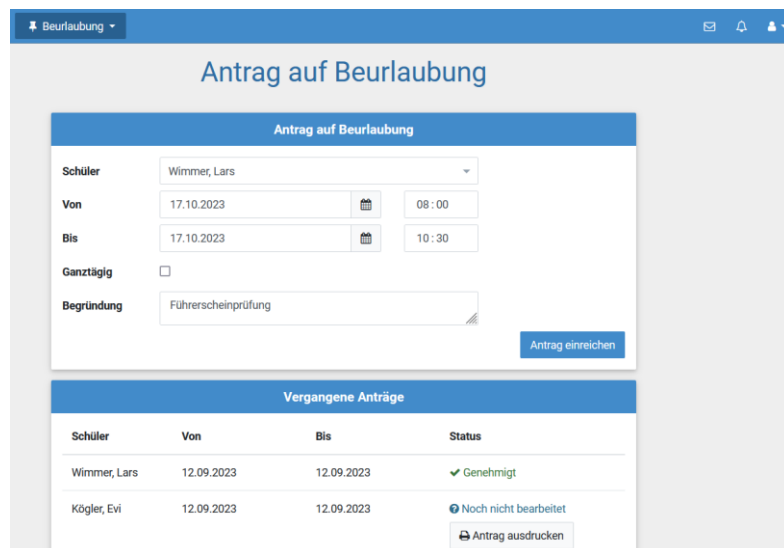 Beurlaubung
Antrag auf Beurlaubung
Antrag auf Beurlaubung
Schüler Wimmer, Lars
Von 17.10.2023 08 : 00
Bis 17.10.2023 10 : 30
Ganztägig
Begründung Führerscheinprüfung
Antrag einreichen
Vergangene Anträge
Schüler Von Bis Status
Wimmer, Lars 12.09.2023 12.09.2023 Genehmigt
Kögler, Evi 12.09.2023 12.09.2023 Noch nicht bearbeitet
Antrag ausdrucken